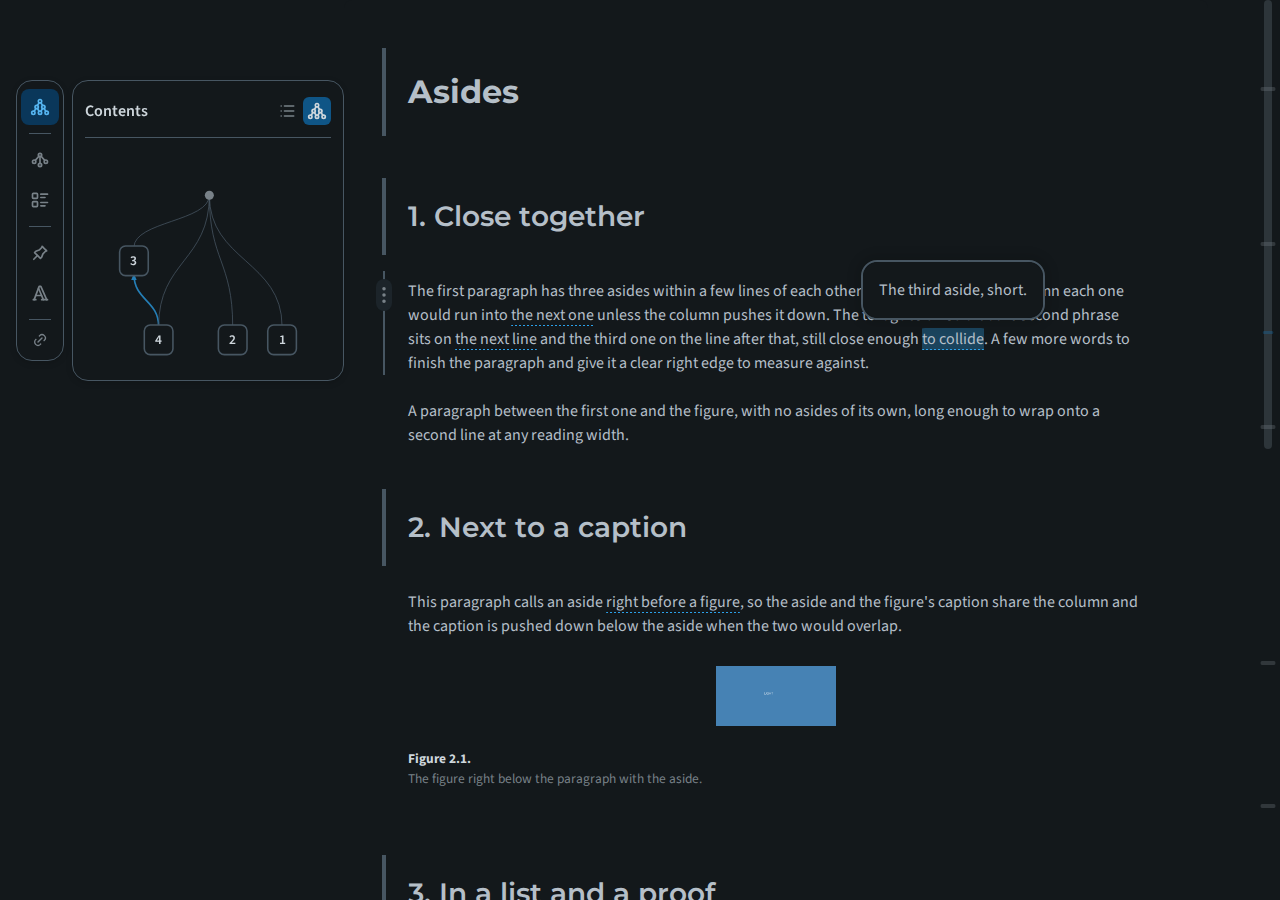 Contents
3
4
2
1
Asides
1. Close together
The first paragraph has three asides within a few lines of each other
each one
The third aside, short.
would run into the next one unless the column pushes it down. The
phrase
sits on the next line and the third one on the line after that, still close enough to collide. A few more words to
finish the paragraph and give it a clear right edge to measure against.
A paragraph between the first one and the figure, with no asides of its own, long enough to wrap onto a
second line at any reading width.
2. Next to a caption
This paragraph calls an aside right before a figure, so the aside and the figure's caption share the column and
the caption is pushed down below the aside when the two would overlap.
Figure 2.1.
The figure right below the paragraph with the aside.
3. In a list and a proof